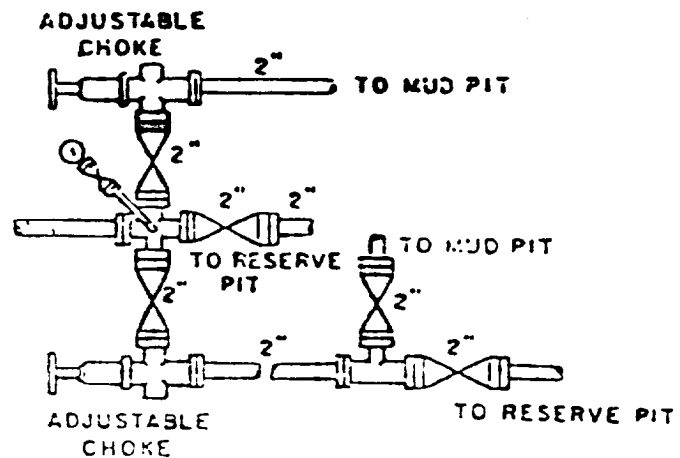 ADJUSTABLE
CHOKE
2"
TO MUD PIT
2"
2"
2"
TO RESERVE
PIT
TO MUD PIT
2"
2"
2"
2"
TO RESERVE PIT
ADJUSTABLE
CHOKE